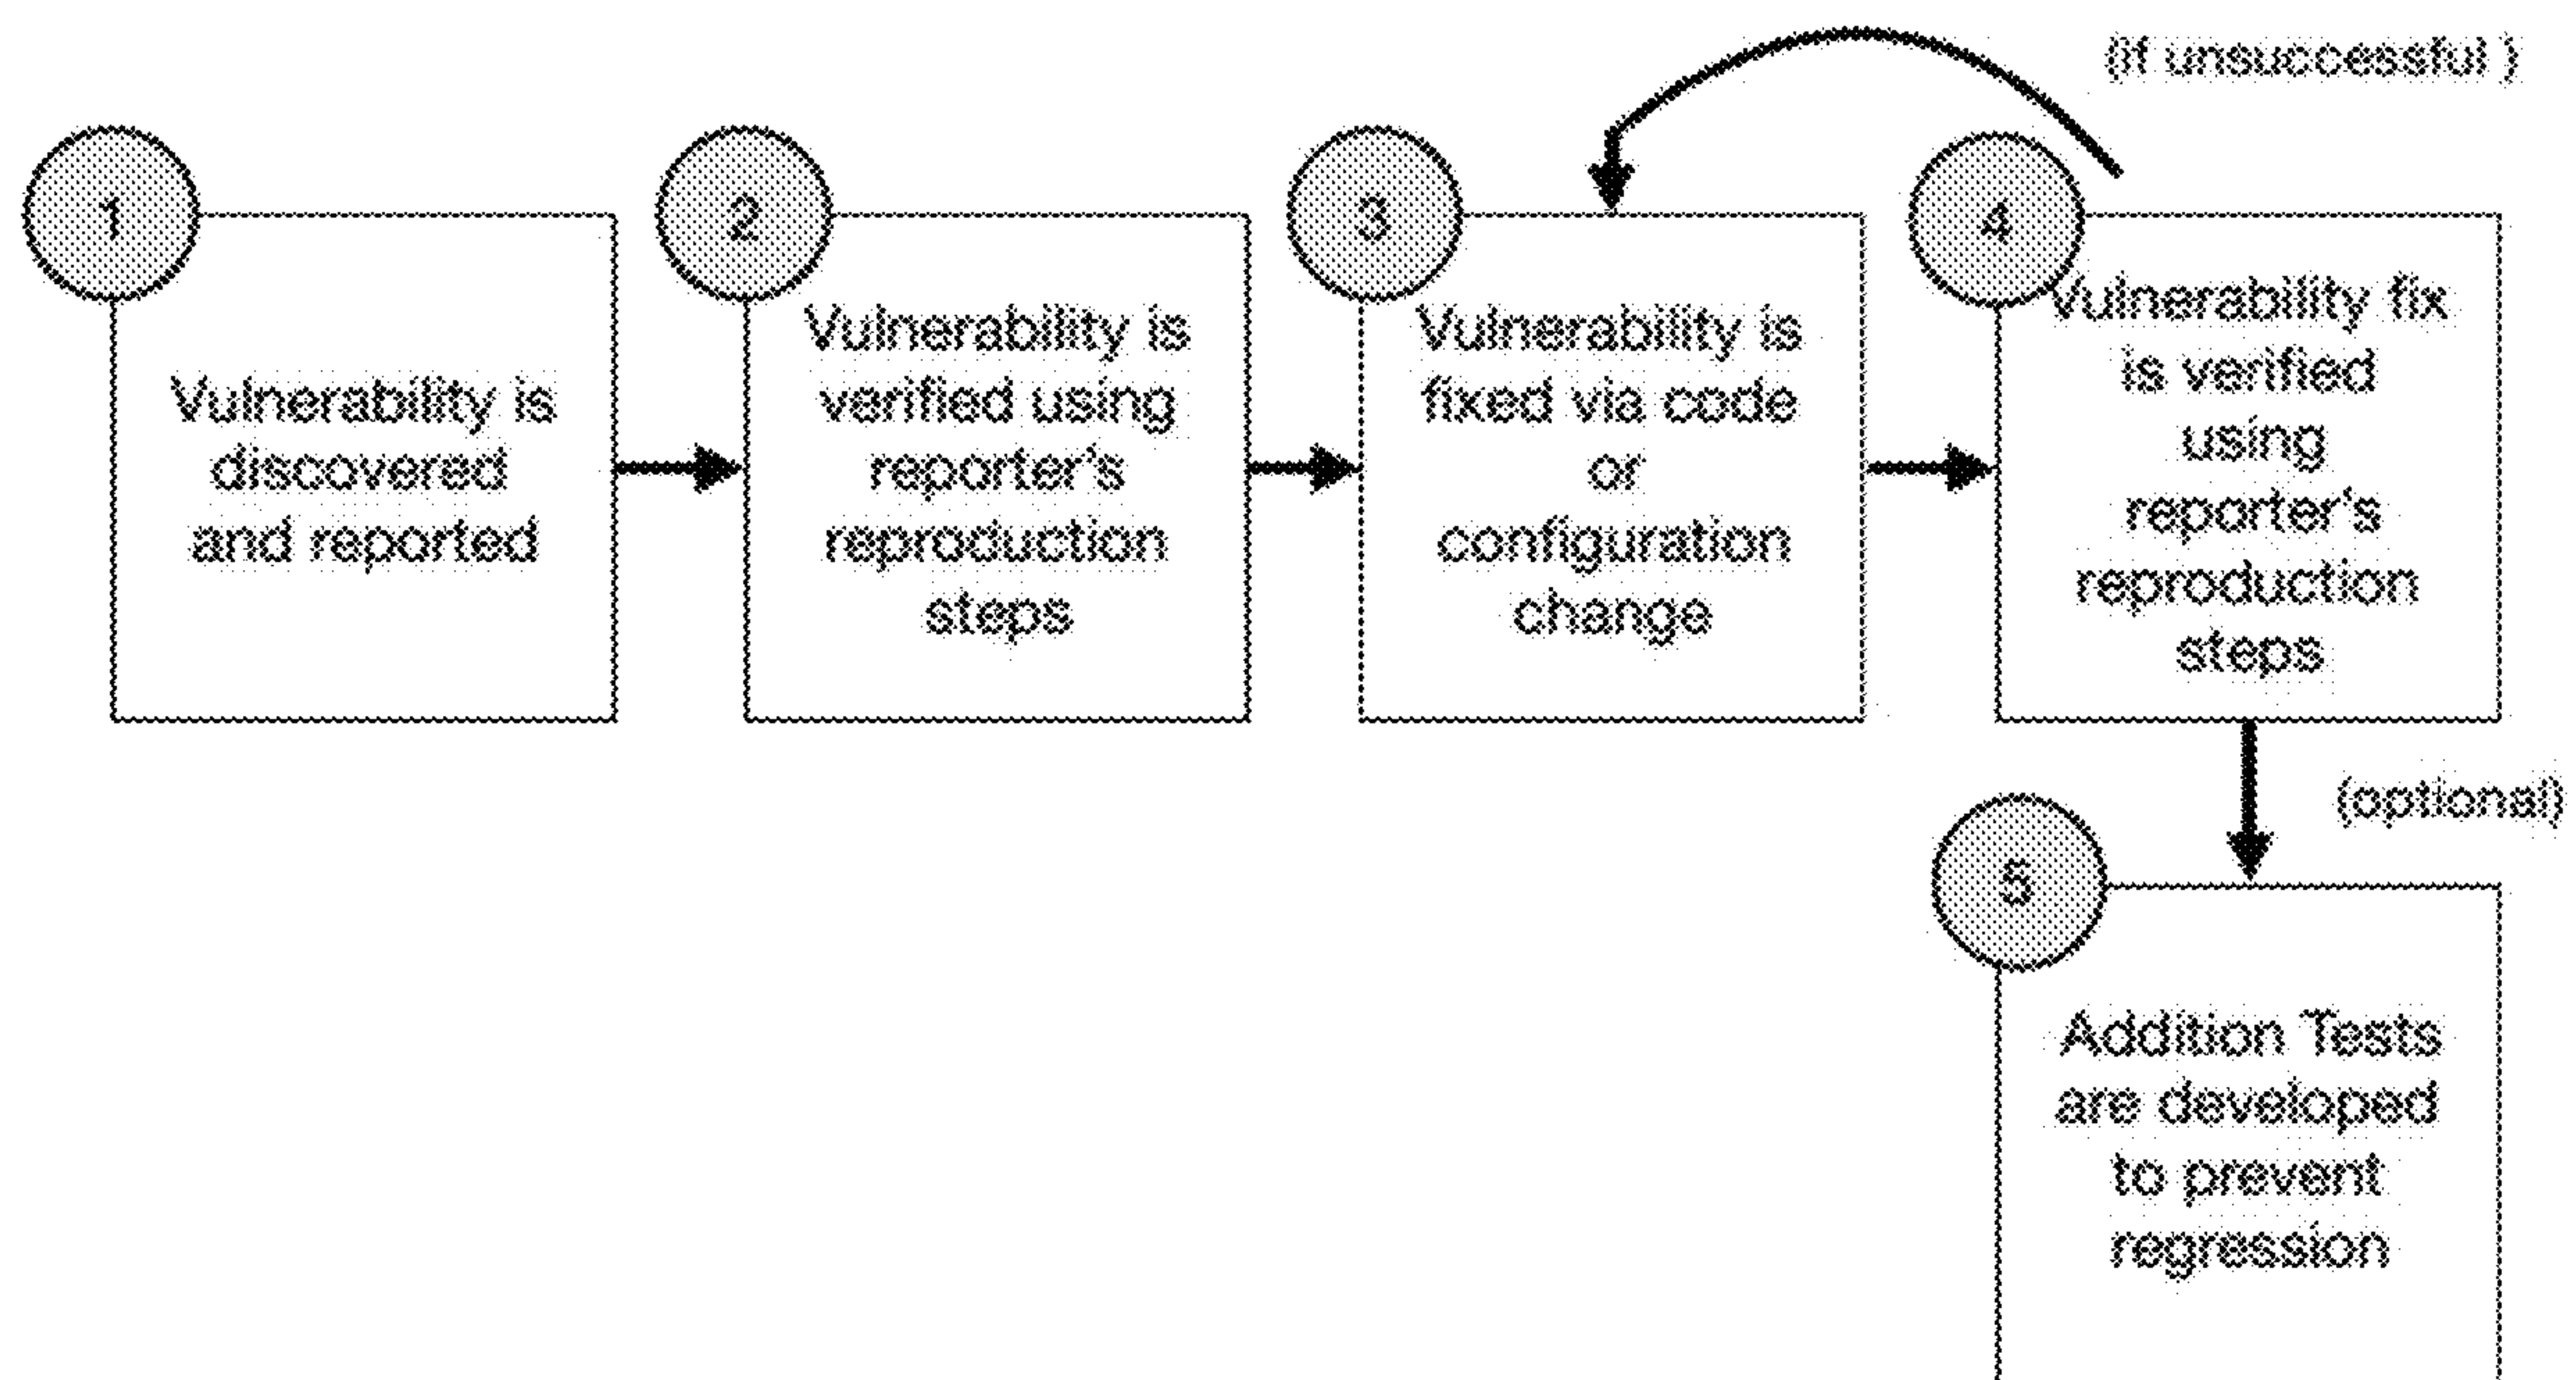 (if unsuccessful )
1
Vulnerability is
discovered
and reported
2
Vulnerability is
verified using
reporter's
reproduction
steps
3
Vulnerability is
fixed via code
or
configuration
change
4
Vulnerability fix
is verified
using
reporter's
reproduction
steps
(optional)
5
Addition Tests
are developed
to prevent
regression